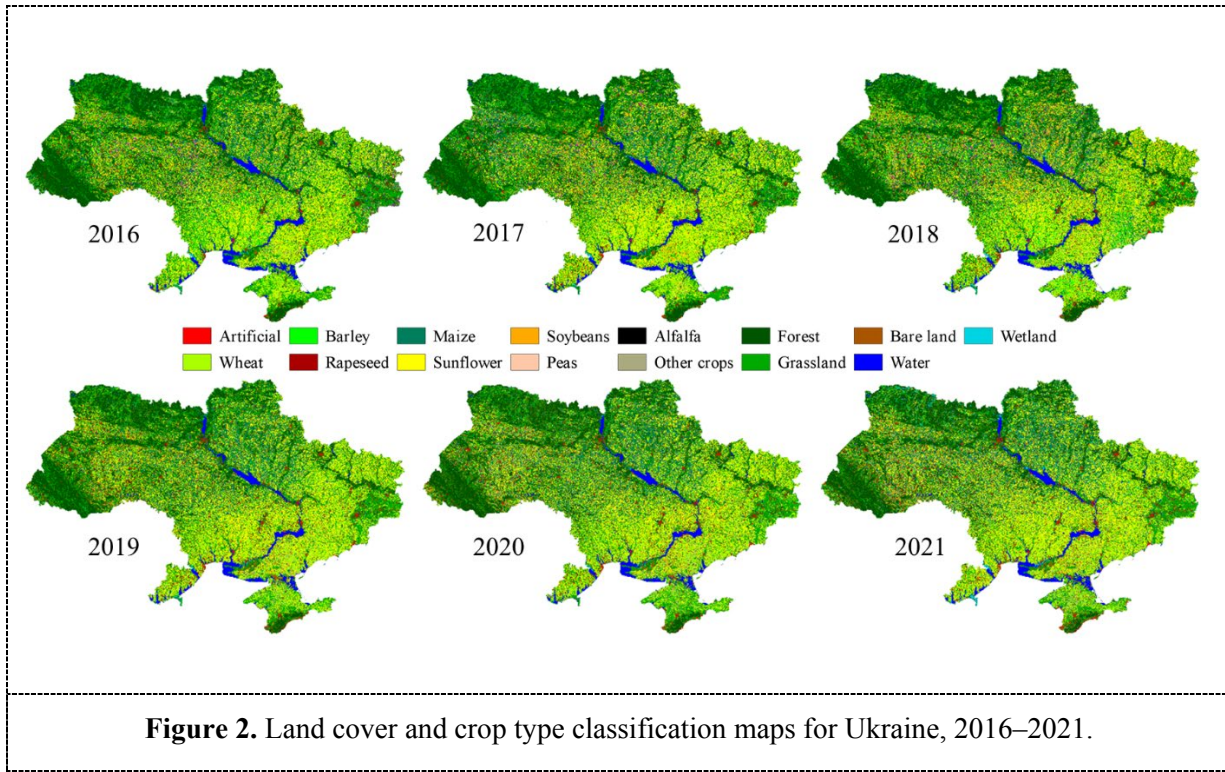 2016
2017
2018
Artificial Barley Maize Soybeans Alfalfa Forest Bare land Wetland
Wheat Rapeseed Sunflower Peas Other crops Grassland Water
2019
2020
2021
Figure 2. Land cover and crop type classification maps for Ukraine, 2016–2021.